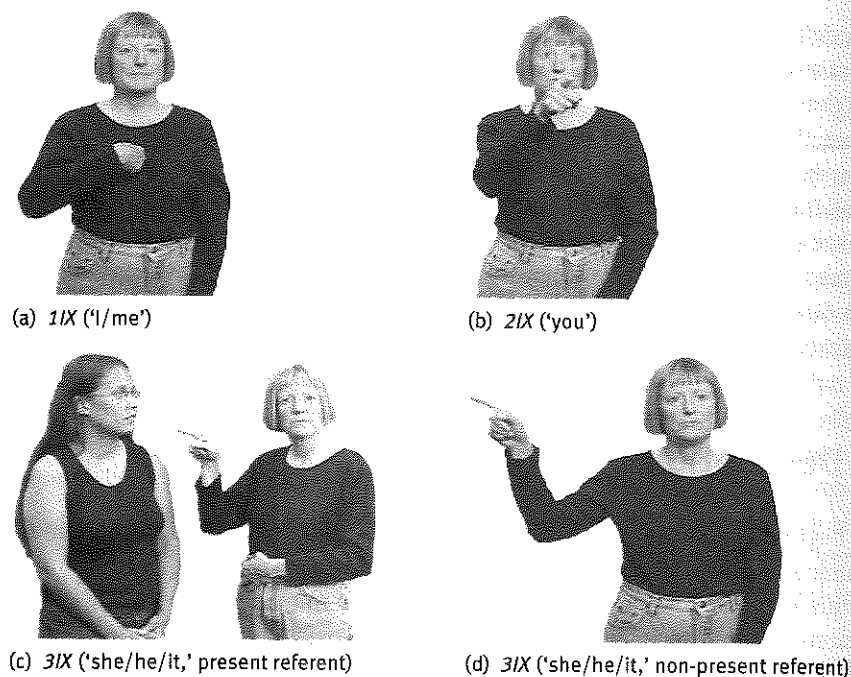 (a) 1IX (‘I/me’)
(b) 2IX (‘you’)
(c) 3IX (‘she/he/it,’ present referent)
(d) 3IX (‘she/he/it,’ non-present referent)